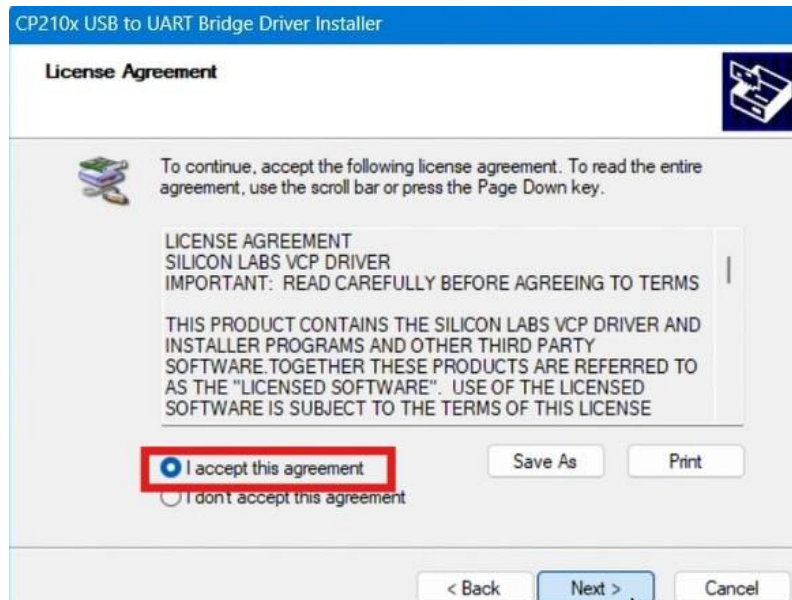 CP210x USB to UART Bridge Driver Installer
License Agreement
To continue, accept the following license agreement. To read the entire
agreement, use the scroll bar or press the Page Down key.
LICENSE AGREEMENT
SILICON LABS VCP DRIVER
IMPORTANT: READ CAREFULLY BEFORE AGREEING TO TERMS
THIS PRODUCT CONTAINS THE SILICON LABS VCP DRIVER AND
INSTALLER PROGRAMS AND OTHER THIRD PARTY
SOFTWARE.TOGETHER THESE PRODUCTS ARE REFERRED TO
AS THE "LICENSED SOFTWARE". USE OF THE LICENSED
SOFTWARE IS SUBJECT TO THE TERMS OF THIS LICENSE
I accept this agreement
Save As Print
I don't accept this agreement
< Back Next > Cancel